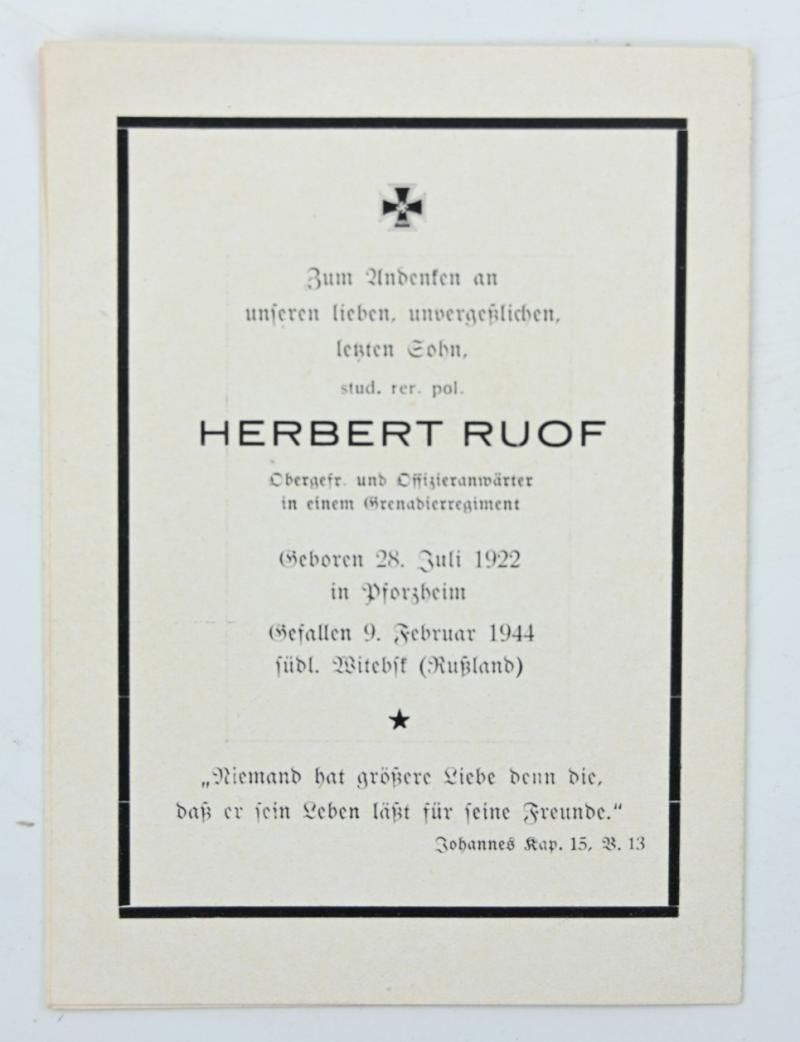 Zum Andenken an
unseren lieben, unvergeßlichen,
letzten Sohn,
stud. rer. pol.
HERBERT RUOF
Obergefr. und Offizieranwärter
in einem Grenadierregiment
Geboren 28. Juli 1922
in Pforzheim
Gefallen 9. Februar 1944
südl. Witebsk (Rußland)
„Niemand hat größere Liebe denn die,
daß er sein Leben läßt für seine Freunde.“
Johannes Kap. 15, V. 13